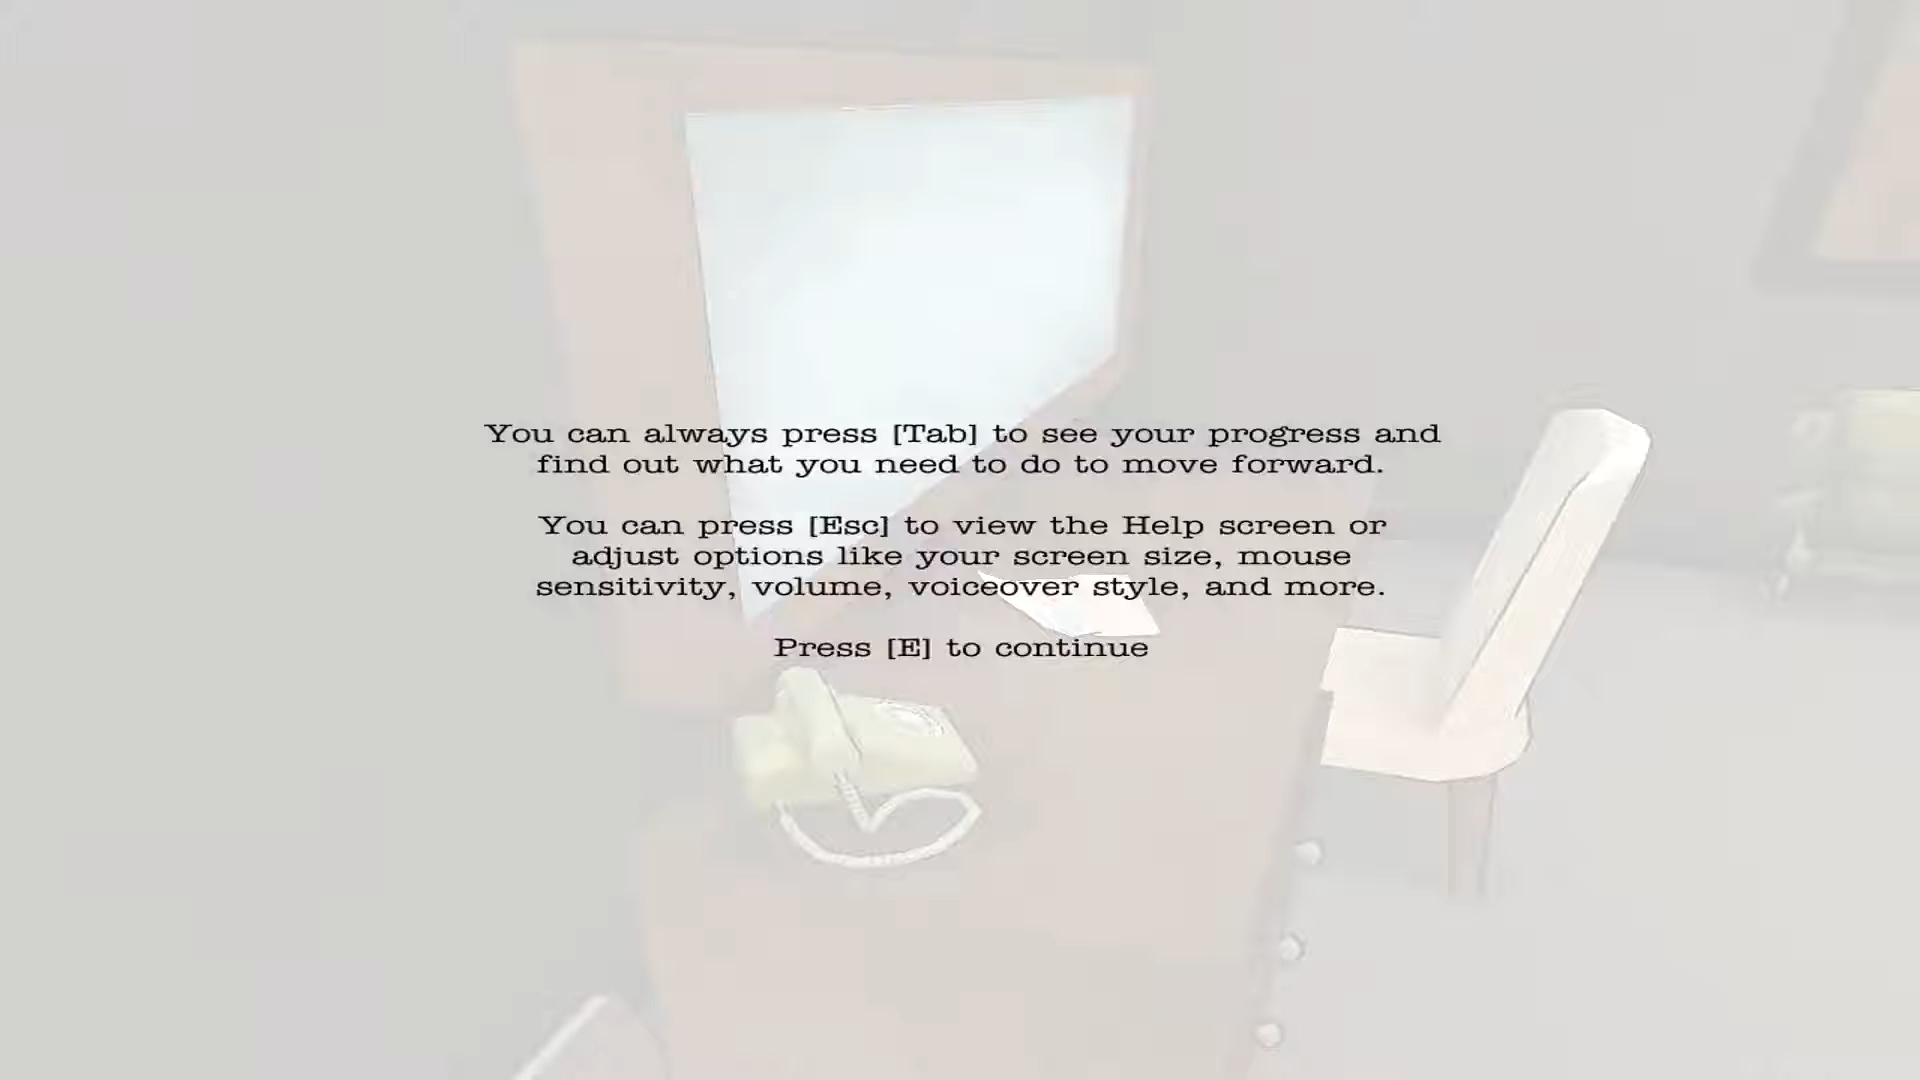 You can always press [Tab] to see your progress and
find out what you need to do to move forward.
You can press [Esc] to view the Help screen or
adjust options like your screen size, mouse
sensitivity, volume, voiceover style, and more.
Press [E] to continue